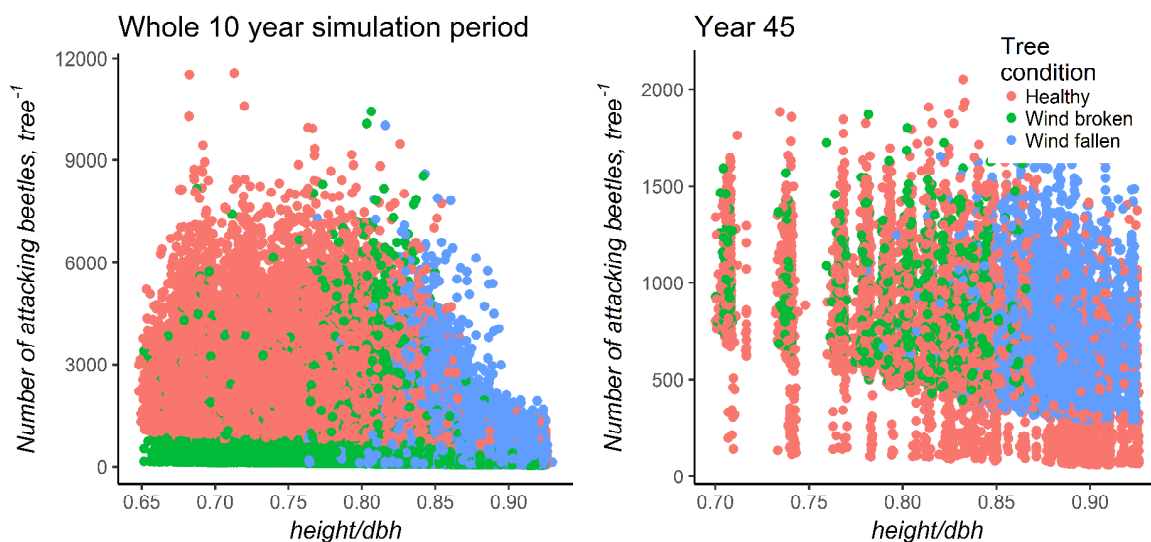 Whole 10 year simulation period
Number of attacking beetles, tree⁻¹
12000
9000
6000
3000
0
0.65 0.70 0.75 0.80 0.85 0.90
height/dbh
Year 45
Number of attacking beetles, tree⁻¹
2000
1500
1000
500
0
0.70 0.75 0.80 0.85 0.90
height/dbh
Tree
condition
Healthy
Wind broken
Wind fallen